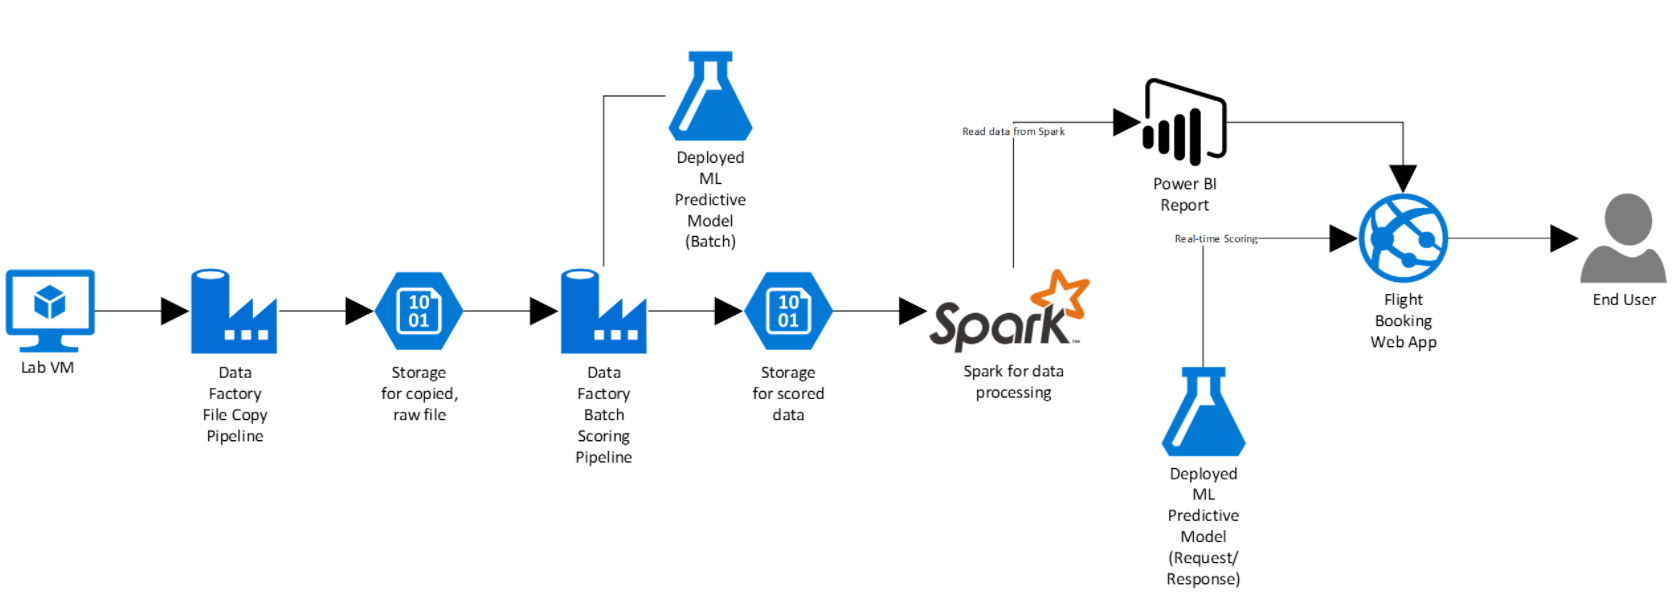 Deployed
ML
Predictive
Model
(Batch)
Read data from Spark
Power BI
Report
Real-time Scoring
Flight
Booking
Web App
End User
Lab VM
Data
Factory
File Copy
Pipeline
10
01
Storage
for copied,
raw file
Data
Factory
Batch
Scoring
Pipeline
10
01
Storage
for scored
data
Spark™
Spark for data
processing
Deployed
ML
Predictive
Model
(Request/
Response)